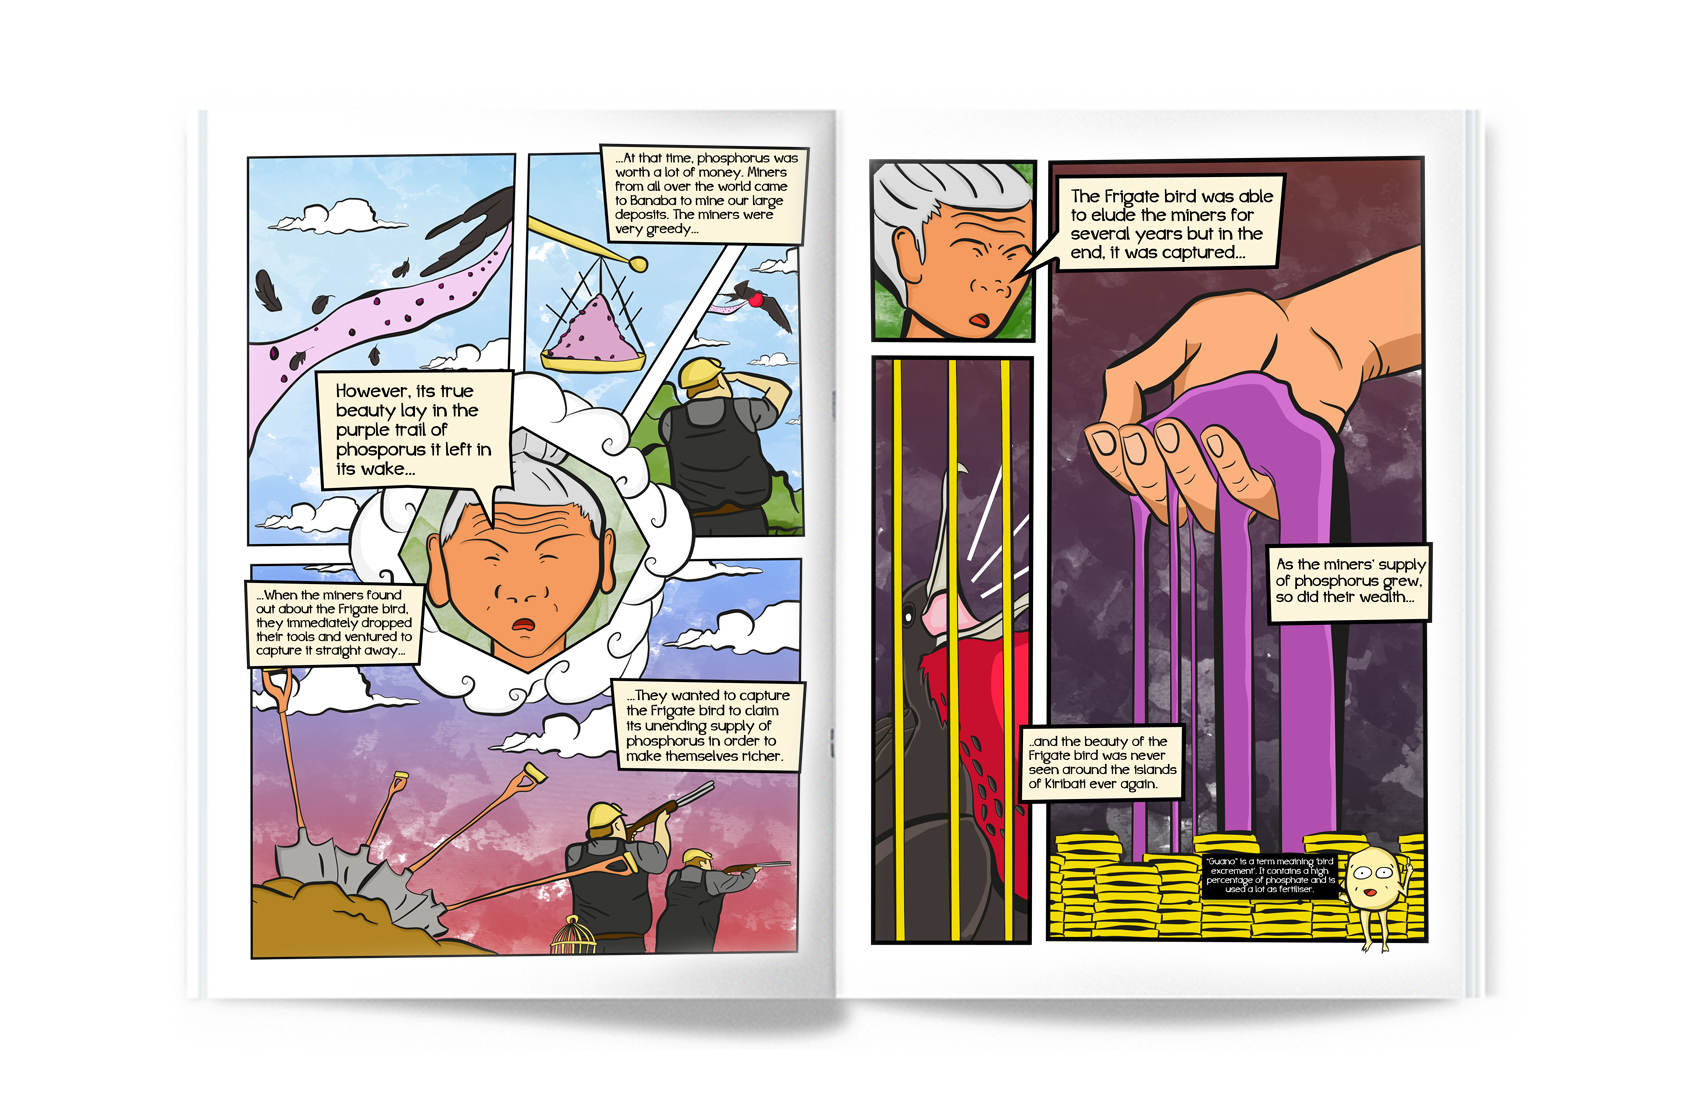 However, its true
beauty lay in the
purple trail of
phosporus it left in
its wake...
...At that time, phosphorus was
worth a lot of money. Miners
from all over the world came
to Banaba to mine our large
deposits. The miners were
very greedy...
...When the miners found
out about the Frigate bird,
they immediately dropped
their tools and ventured to
capture it straight away...
...They wanted to capture
the Frigate bird to claim
its unending supply of
phosphorus in order to
make themselves richer.
The Frigate bird was able
to elude the miners for
several years but in the
end, it was captured...
As the miners' supply
of phosphorus grew,
so did their wealth...
..and the beauty of the
Frigate bird was never
seen around the islands
of Kiribati ever again.
"Guano" is a term meaining 'bird
excrement'. It contains a high
percentage of phosphate and is
used a lot as fertiliser.